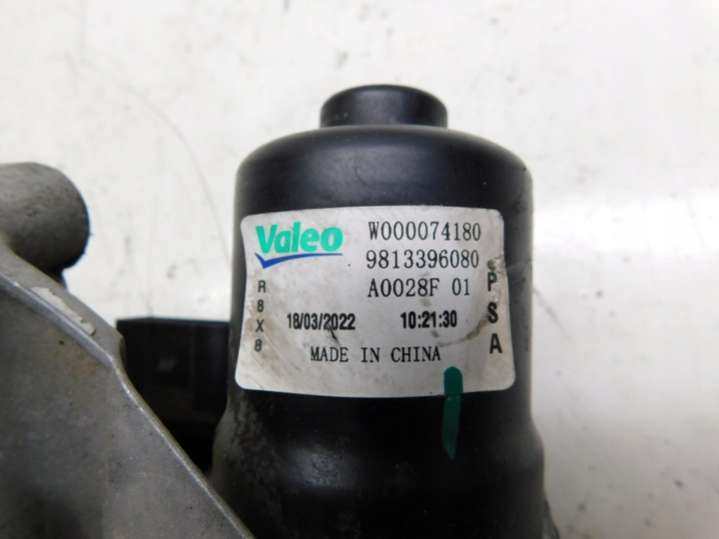 Valeo W000074180
9813396080
A0028F 01
R8X8
18/03/2022 10:21:30
PSA
MADE IN CHINA